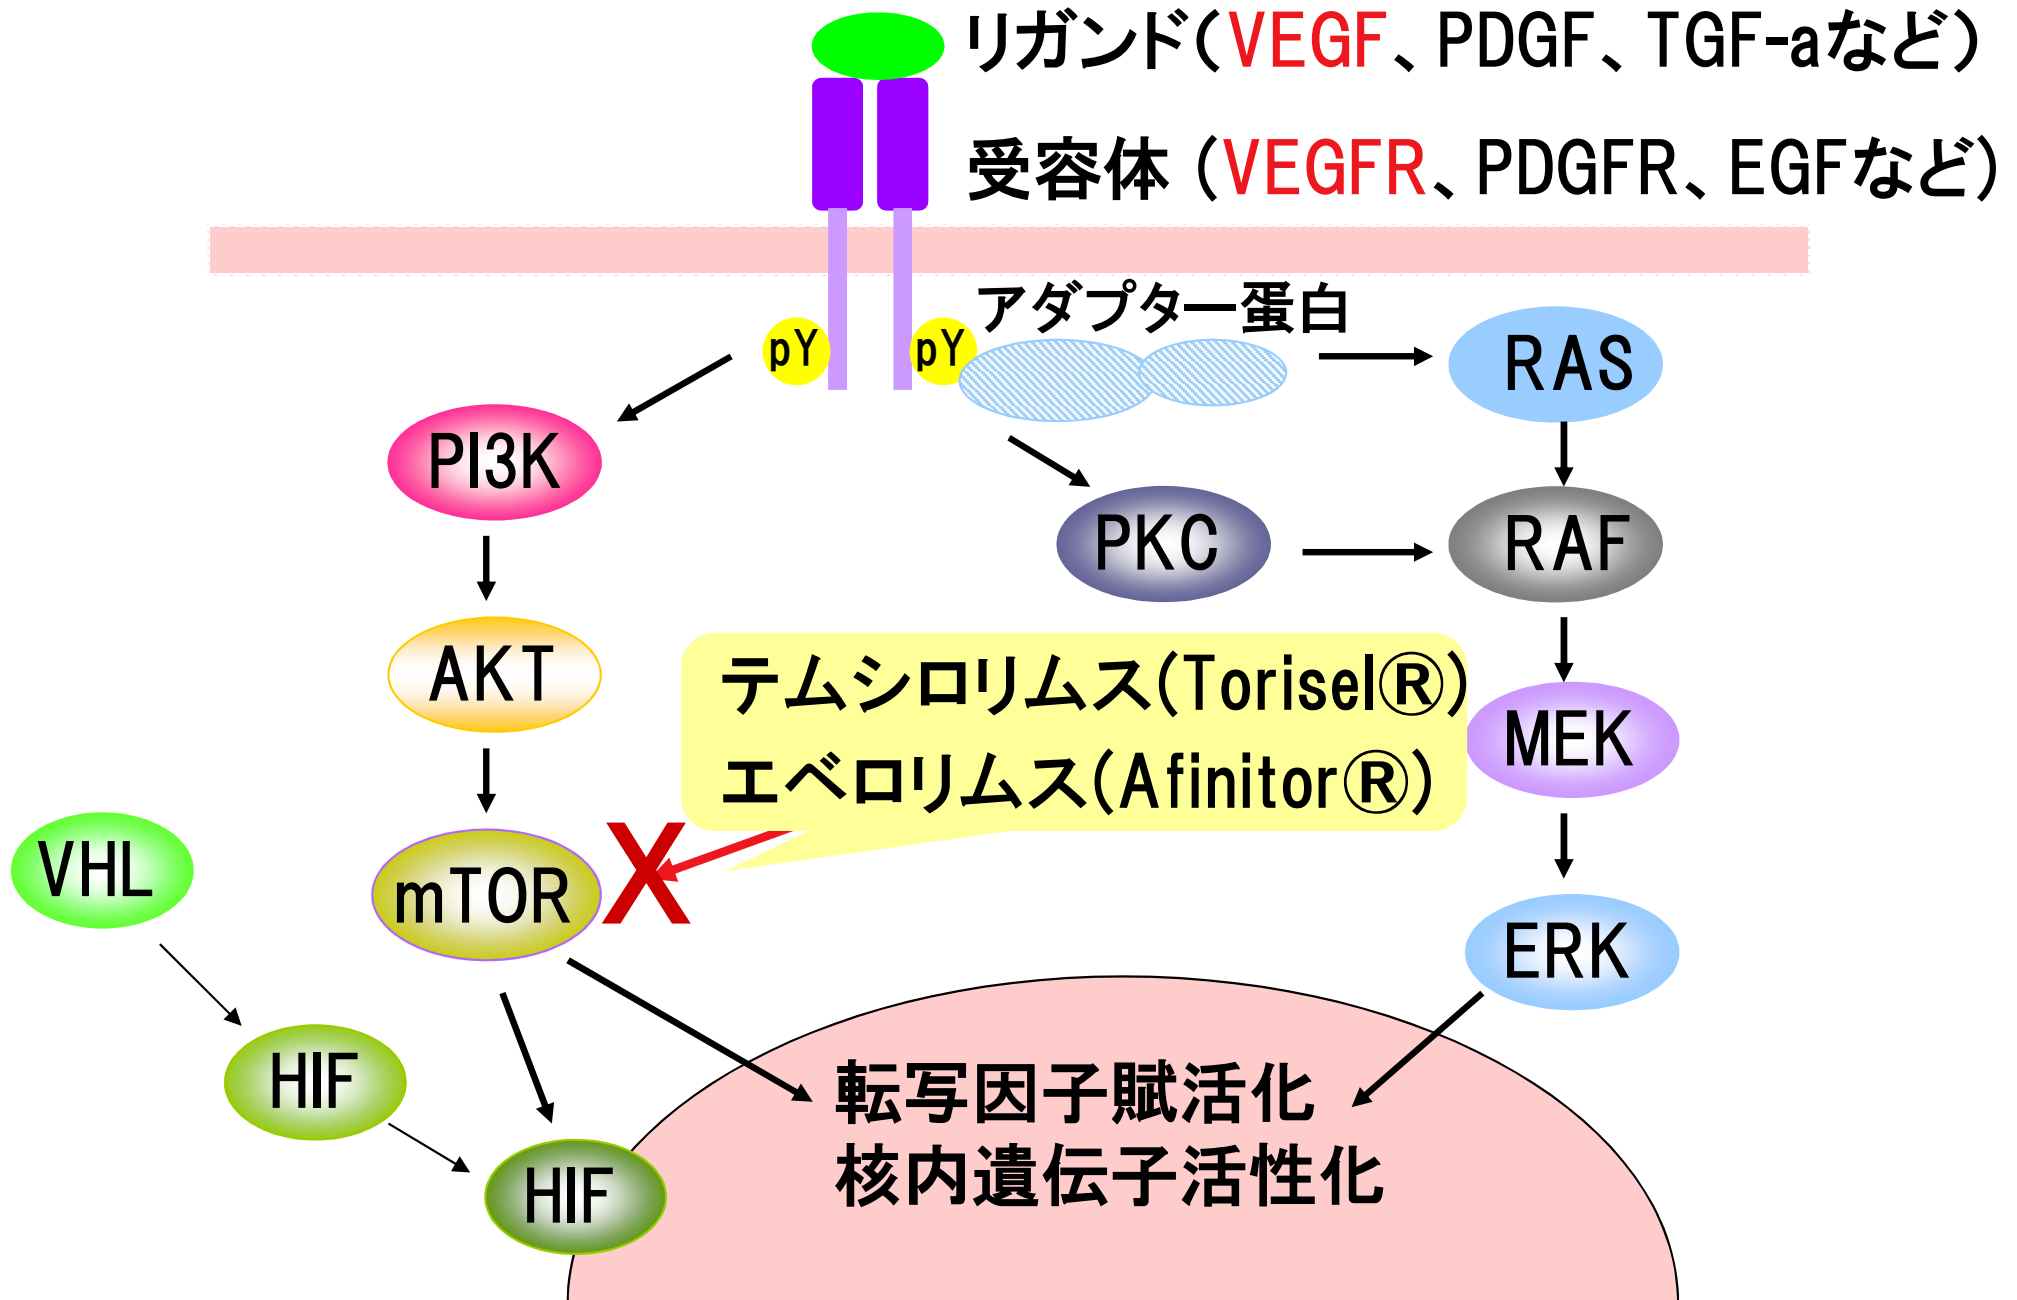 リガンド(VEGF、PDGF、TGF-aなど)
受容体(VEGFR、PDGFR、EGFなど)
アダプター蛋白
pY
pY
RAS
PI3K
PKC
RAF
AKT
テムシロリムス(Torisel®)
エベロリムス(Afinitor®)
MEK
VHL
mTOR
X
ERK
HIF
転写因子賦活化
核内遺伝子活性化
HIF